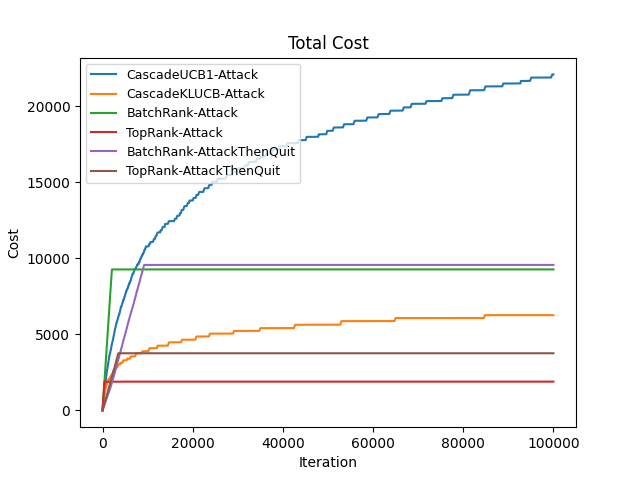 Total Cost
CascadeUCB1-Attack
CascadeKLUCB-Attack
BatchRank-Attack
TopRank-Attack
BatchRank-AttackThenQuit
TopRank-AttackThenQuit
Cost
20000
15000
10000
5000
0
0 20000 40000 60000 80000 100000
Iteration